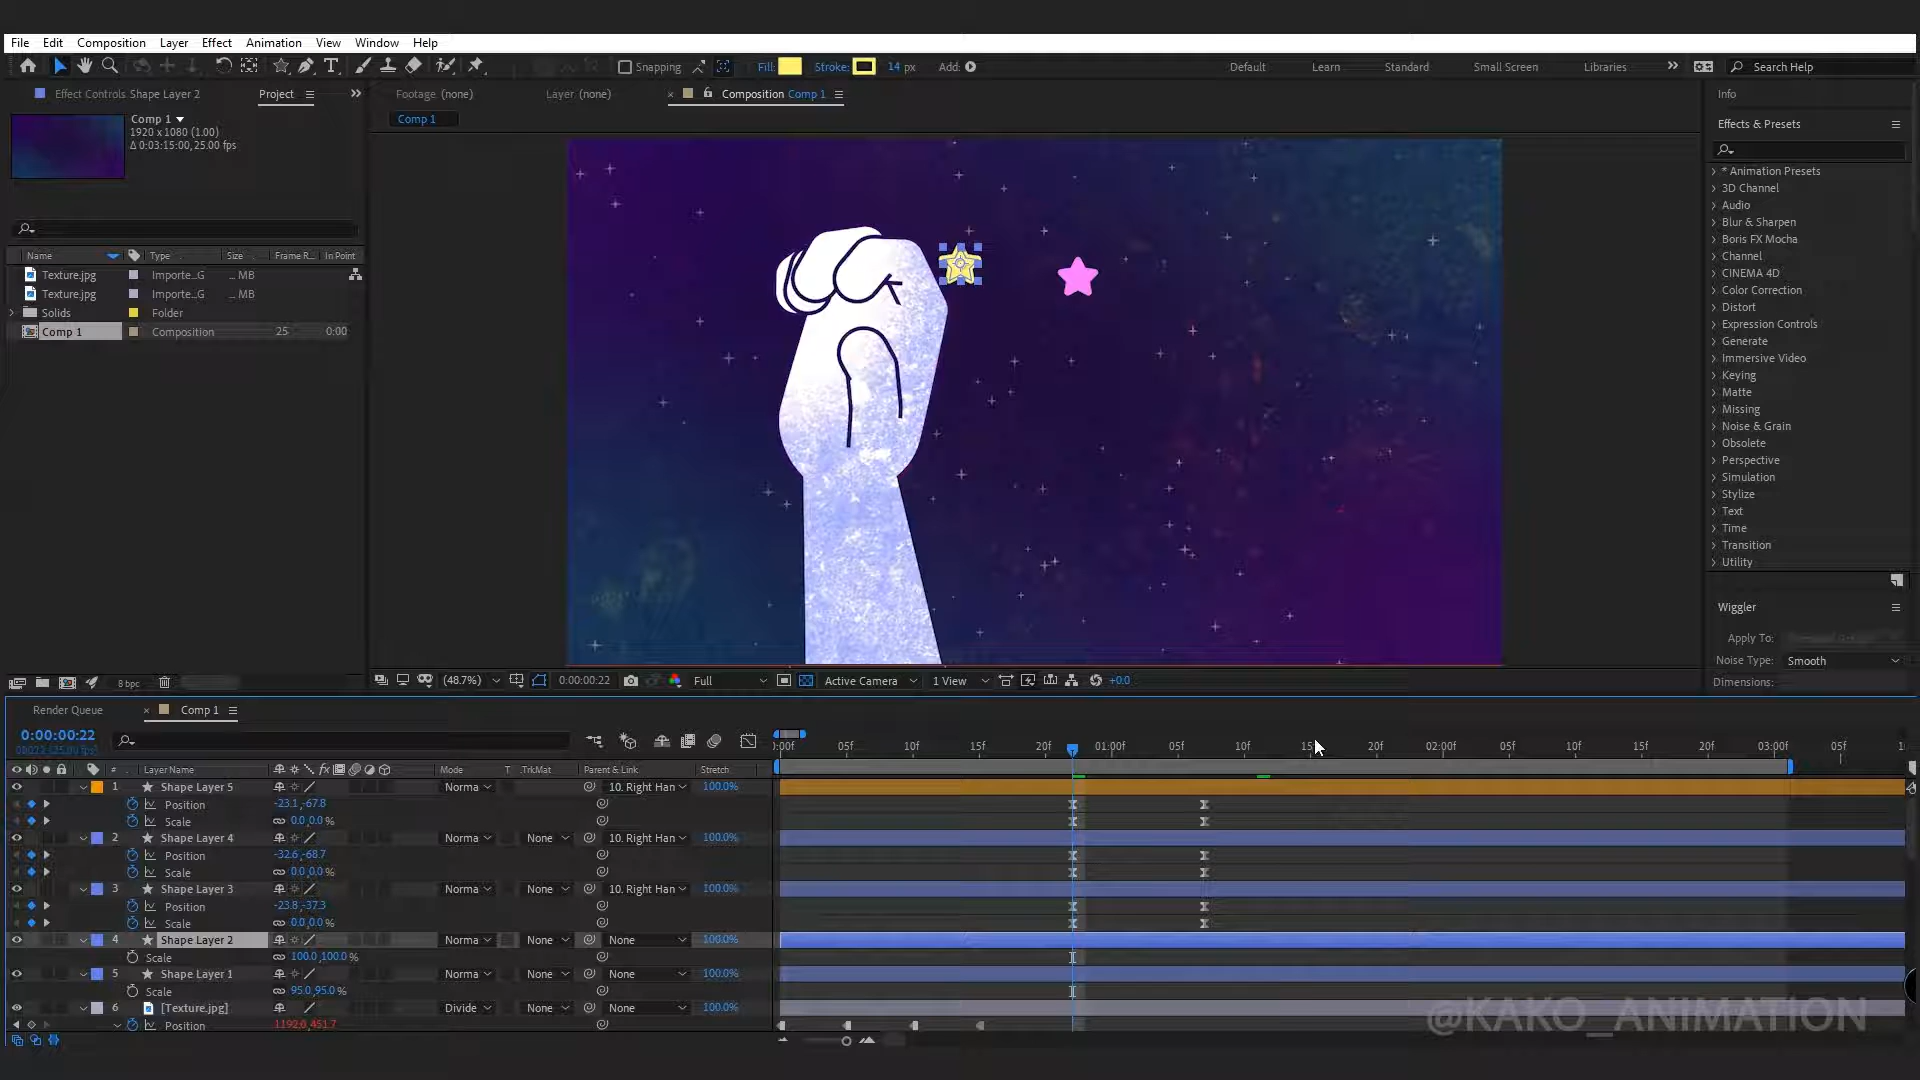 File Edit Composition Layer Effect Animation View Window Help
Snapping Fill: Stroke: 14 px Add: Default Learn Standard Small Screen Libraries Search Help
Effect Controls Shape Layer 2 Project Footage (none) Layer (none) Composition Comp 1 Info
Comp 1
1920 x 1080 (1.00)
Δ 0:03:15:00, 25.00 fps
Comp 1
Effects & Presets
* Animation Presets
3D Channel
Audio
Blur & Sharpen
Boris FX Mocha
Channel
CINEMA 4D
Color Correction
Distort
Expression Controls
Generate
Immersive Video
Keying
Matte
Missing
Noise & Grain
Obsolete
Perspective
Simulation
Stylize
Text
Time
Transition
Utility
Name Type Size Frame R... In Point
Texture.jpg Importe...G ... MB
Texture.jpg Importe...G ... MB
Solids Folder
Comp 1 Composition 25 0:00
Wiggler
Apply To:
Noise Type: Smooth
Dimensions:
8 bpc (48.7%) 0:00:00:22 Full Active Camera 1 View +0.0
Render Queue Comp 1
0:00:00:22
:00f 05f 10f 15f 20f 01:00f 05f 10f 15f 20f 02:00f 05f 10f 15f 20f 03:00f 05f
# Layer Name fx Mode T .TrkMat Parent & Link Stretch
1 Shape Layer 5 Norma 10. Right Han 100.0%
Position -23.1,-67.8
Scale 0.0,0.0 %
2 Shape Layer 4 Norma None 10. Right Han 100.0%
Position -32.6,-68.7
Scale 0.0,0.0 %
3 Shape Layer 3 Norma None 10. Right Han 100.0%
Position -23.8,-37.3
Scale 0.0,0.0 %
4 Shape Layer 2 Norma None None 100.0%
Scale 100.0,100.0 %
5 Shape Layer 1 Norma None None 100.0%
Scale 95.0,95.0 %
6 [Texture.jpg] Divide None None 100.0%
Position 1192.0,451.7
@KAKO_ANIMATION